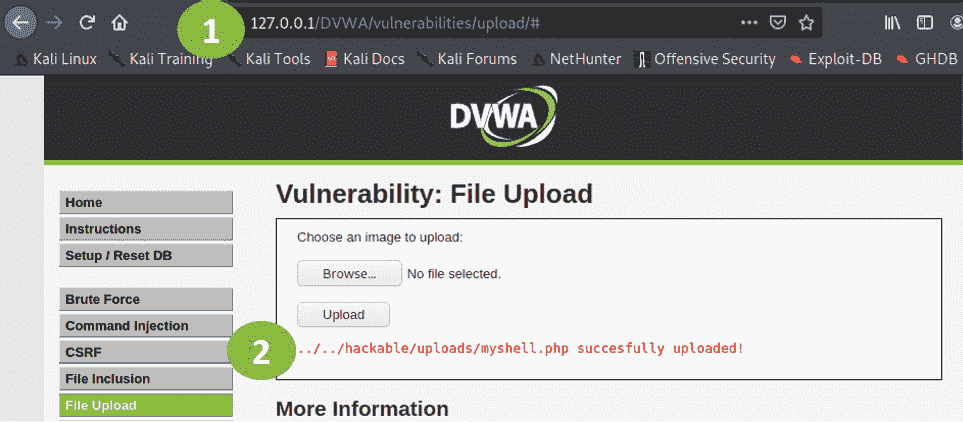 1
127.0.0.1/DVWA/vulnerabilities/upload/#
Kali Linux Kali Training Kali Tools Kali Docs Kali Forums NetHunter Offensive Security Exploit-DB GHDB
DVWA
Vulnerability: File Upload
Home
Instructions
Setup / Reset DB
Brute Force
Command Injection
CSRF
File Inclusion
File Upload
Choose an image to upload:
Browse... No file selected.
Upload
2
../../hackable/uploads/myshell.php succesfully uploaded!
More Information